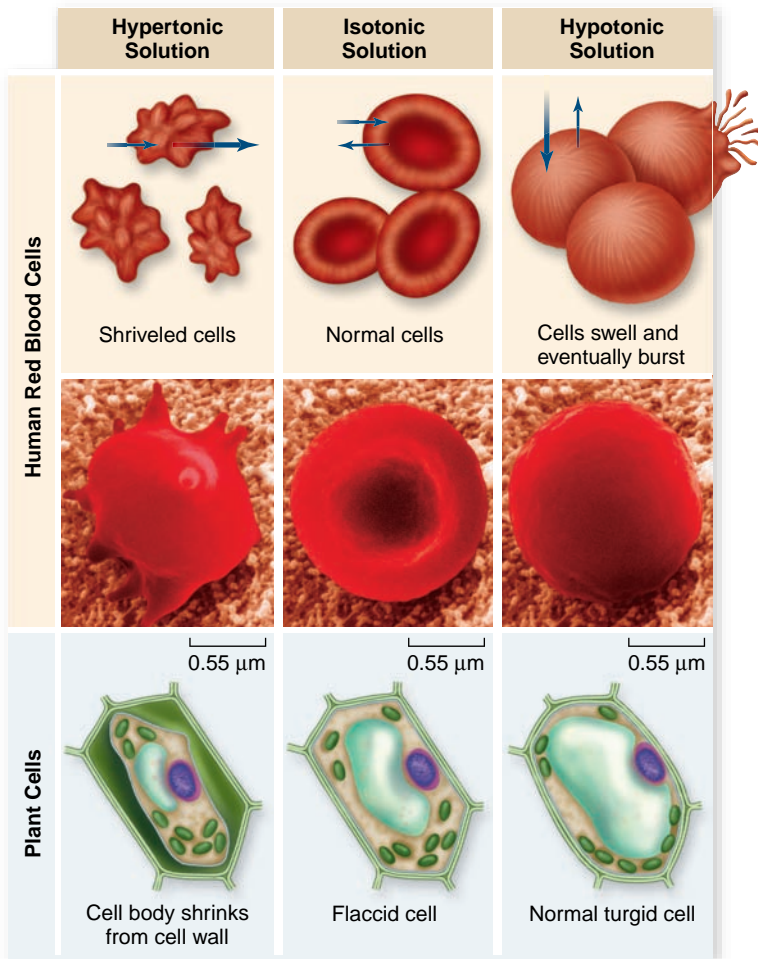 Hypertonic
Solution
Isotonic
Solution
Hypotonic
Solution
Human Red Blood Cells
Shriveled cells
Normal cells
Cells swell and
eventually burst
0.55 μm
0.55 μm
0.55 μm
Plant Cells
Cell body shrinks
from cell wall
Flaccid cell
Normal turgid cell